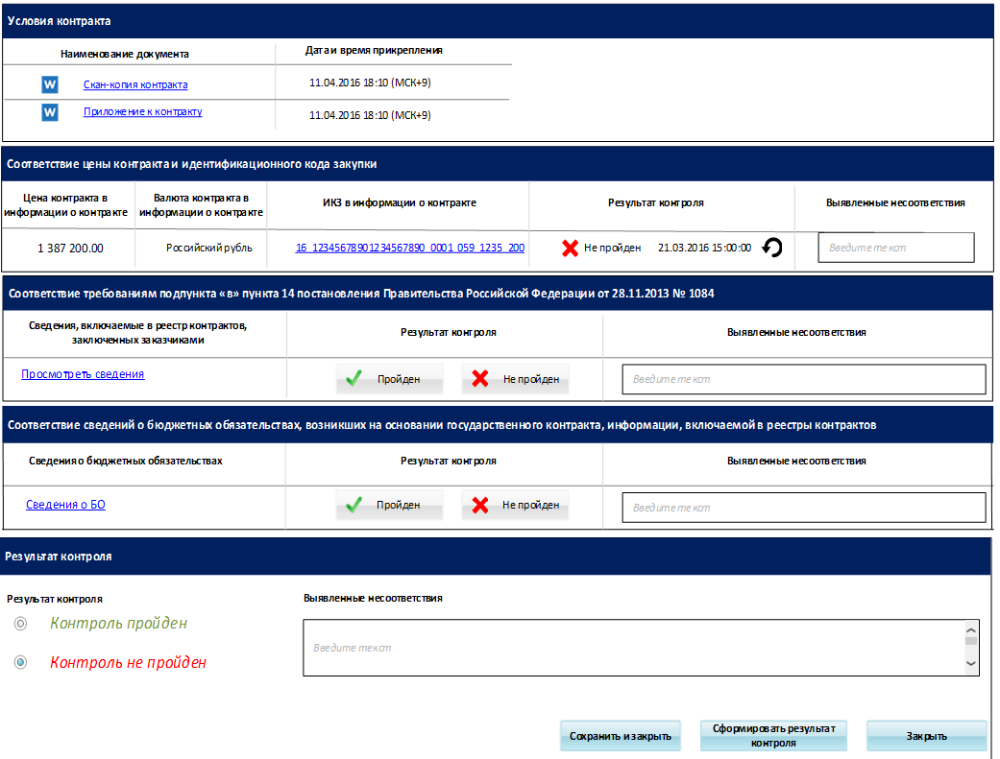 Условия контракта
Наименование документа
Дата и время прикрепления
Скан-копия контракта
11.04.2016 18:10 (МСК+9)
Приложение к контракту
11.04.2016 18:10 (МСК+9)
Соответствие цены контракта и идентификационного кода закупки
Цена контракта в
информации о контракте
Валюта контракта в
информации о контракте
ИКЗ в информации о контракте
Результат контроля
Выявленные несоответствия
1 387 200.00
Российский рубль
16_12345678901234567890_0001_059_1235_200
Не пройден
21.03.2016 15:00:00
Введите текст
Соответствие требованиям подпункта «в» пункта 14 постановления Правительства Российской Федерации от 28.11.2013 № 1084
Сведения, включаемые в реестр контрактов,
заключенных заказчиками
Результат контроля
Выявленные несоответствия
Просмотреть сведения
Пройден
Не пройден
Введите текст
Соответствие сведений о бюджетных обязательствах, возникших на основании государственного контракта, информации, включаемой в реестры контрактов
Сведения о бюджетных обязательствах
Результат контроля
Выявленные несоответствия
Сведения о БО
Пройден
Не пройден
Введите текст
Результат контроля
Результат контроля
Выявленные несоответствия
Контроль пройден
Введите текст
Контроль не пройден
Сохранить и закрыть
Сформировать результат
контроля
Закрыть